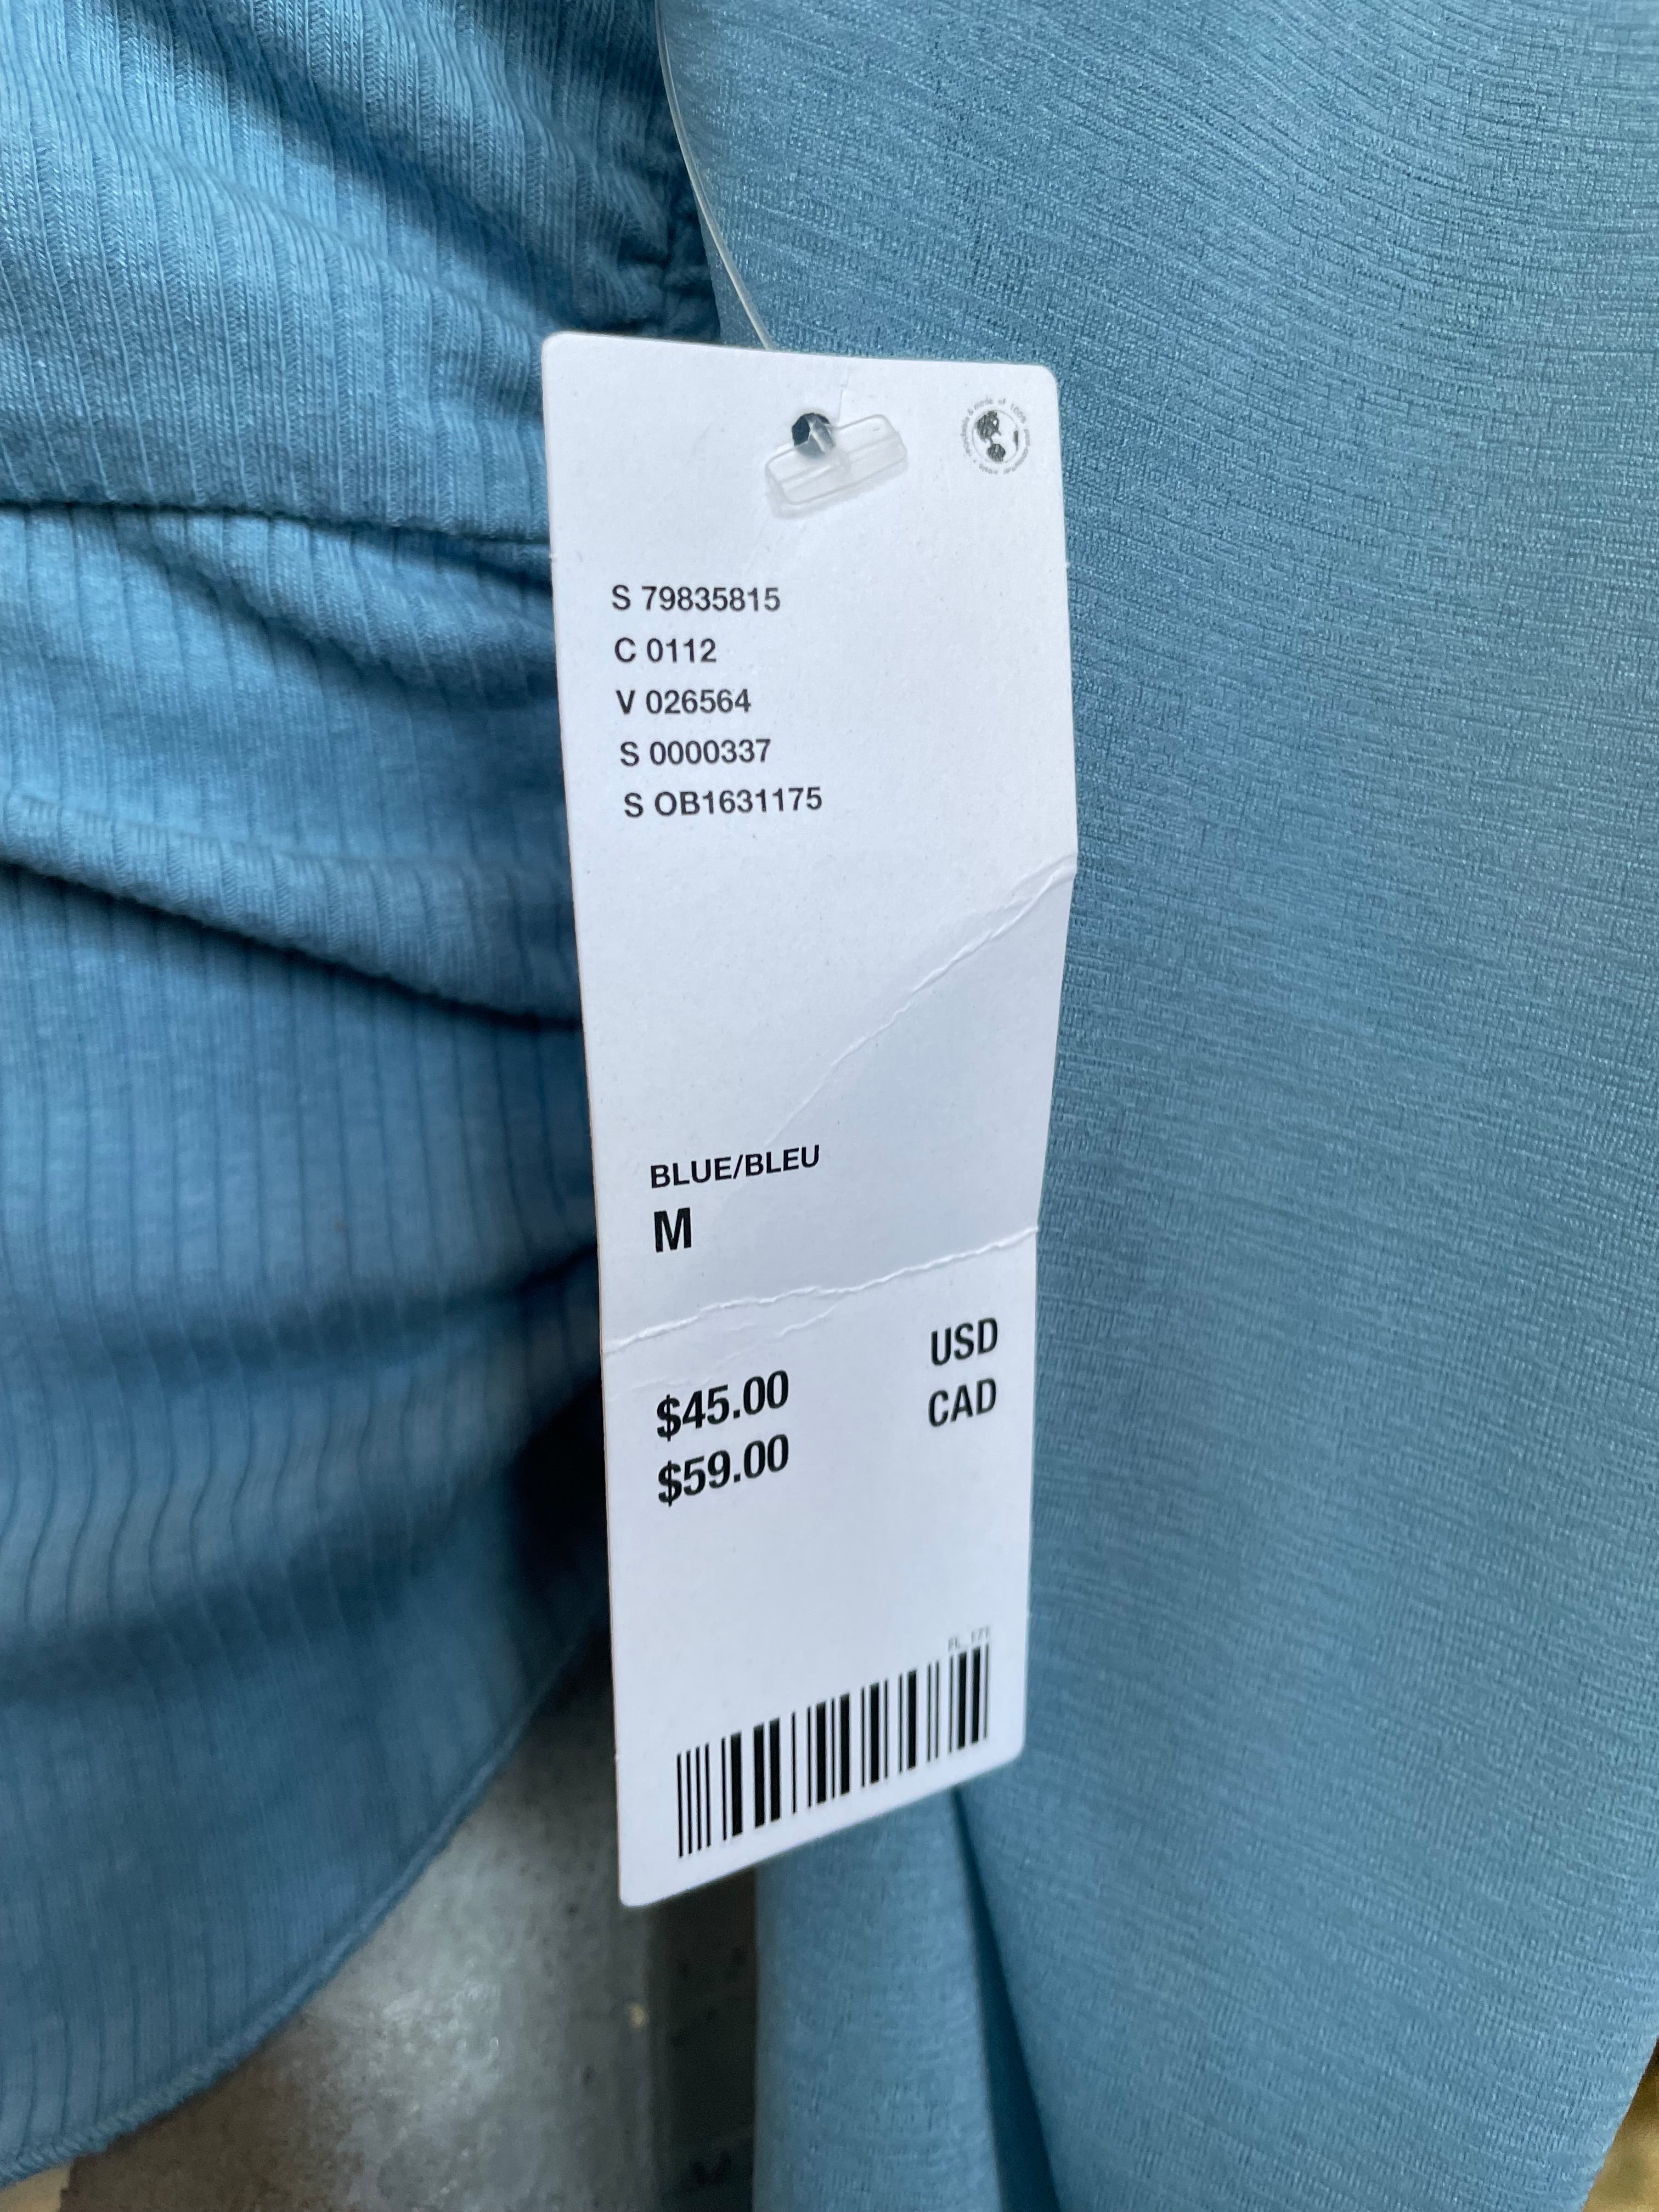 S 79835815
C 0112
V 026564
S 0000337
S OB1631175
BLUE/BLEU
M
$45.00 USD
$59.00 CAD